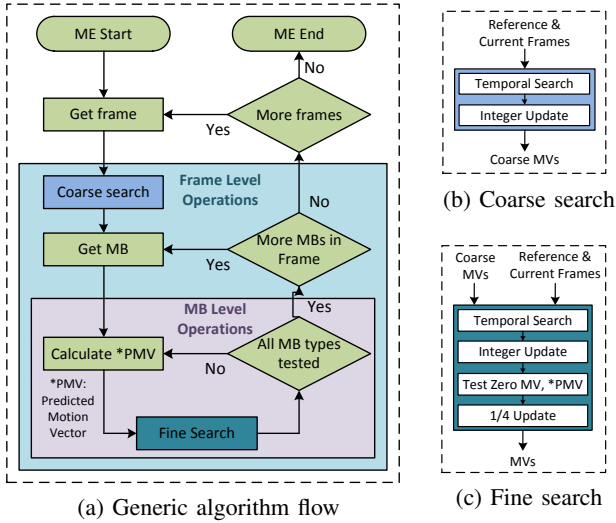 ME Start
ME End
No
Get frame
Yes
More frames
Frame Level
Operations
Coarse search
No
Get MB
Yes
More MBs in
Frame
MB Level
Operations
Yes
Calculate *PMV
No
All MB types
tested
*PMV:
Predicted
Motion
Vector
Fine Search
(a) Generic algorithm flow
Reference &
Current Frames
Temporal Search
Integer Update
Coarse MVs
(b) Coarse search
Coarse
MVs
Reference &
Current Frames
Temporal Search
Integer Update
Test Zero MV, *PMV
1/4 Update
MVs
(c) Fine search